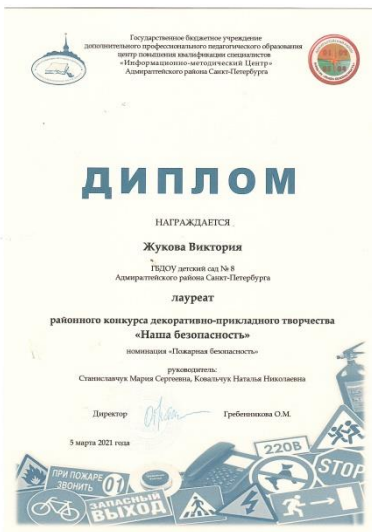 Государственное бюджетное учреждение
дополнительного профессионального педагогического образования
центр повышения квалификации специалистов
«Информационно-методический Центр»
Адмиралтейского района Санкт-Петербурга
ДИПЛОМ
НАГРАЖДАЕТСЯ
Жукова Виктория
ГБДОУ детский сад № 8
Адмиралтейского района Санкт-Петербурга
лауреат
районного конкурса декоративно-прикладного творчества
«Наша безопасность»
номинация «Пожарная безопасность»
руководитель:
Станиславчук Мария Сергеевна, Ковальчук Наталья Николаевна
Директор Гребенникова О.М.
5 марта 2021 года
220В
STOP
ПРИ ПОЖАРЕ
ЗВОНИТЬ 01
ЗАПАСНЫЙ
ВЫХОД